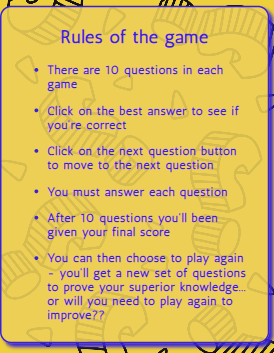 Rules of the game
• There are 10 questions in each
game
• Click on the best answer to see if
you're correct
• Click on the next question button
to move to the next question
• You must answer each question
• After 10 questions you'll been
given your final score
• You can then choose to play again
- you'll get a new set of questions
to prove your superior knowledge...
or will you need to play again to
improve??